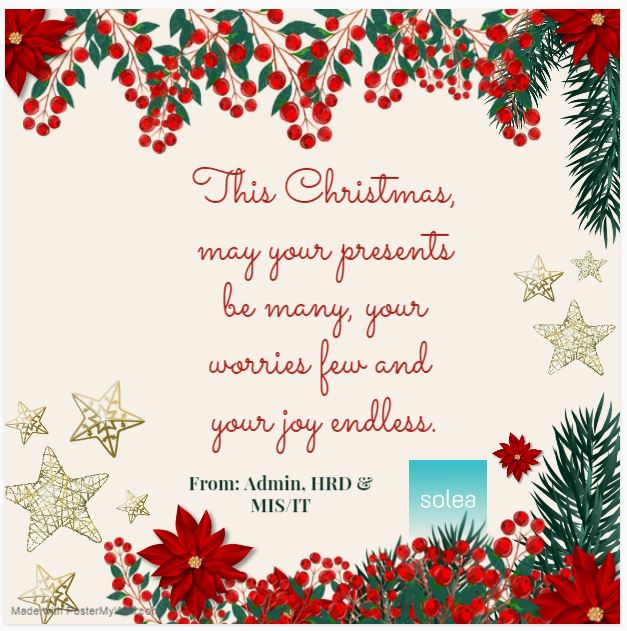 This Christmas,
may your presents
be many, your
worries few and
your joy endless.
From: Admin, HRD &
MIS/IT
solea
Made with PosterMyWall.com